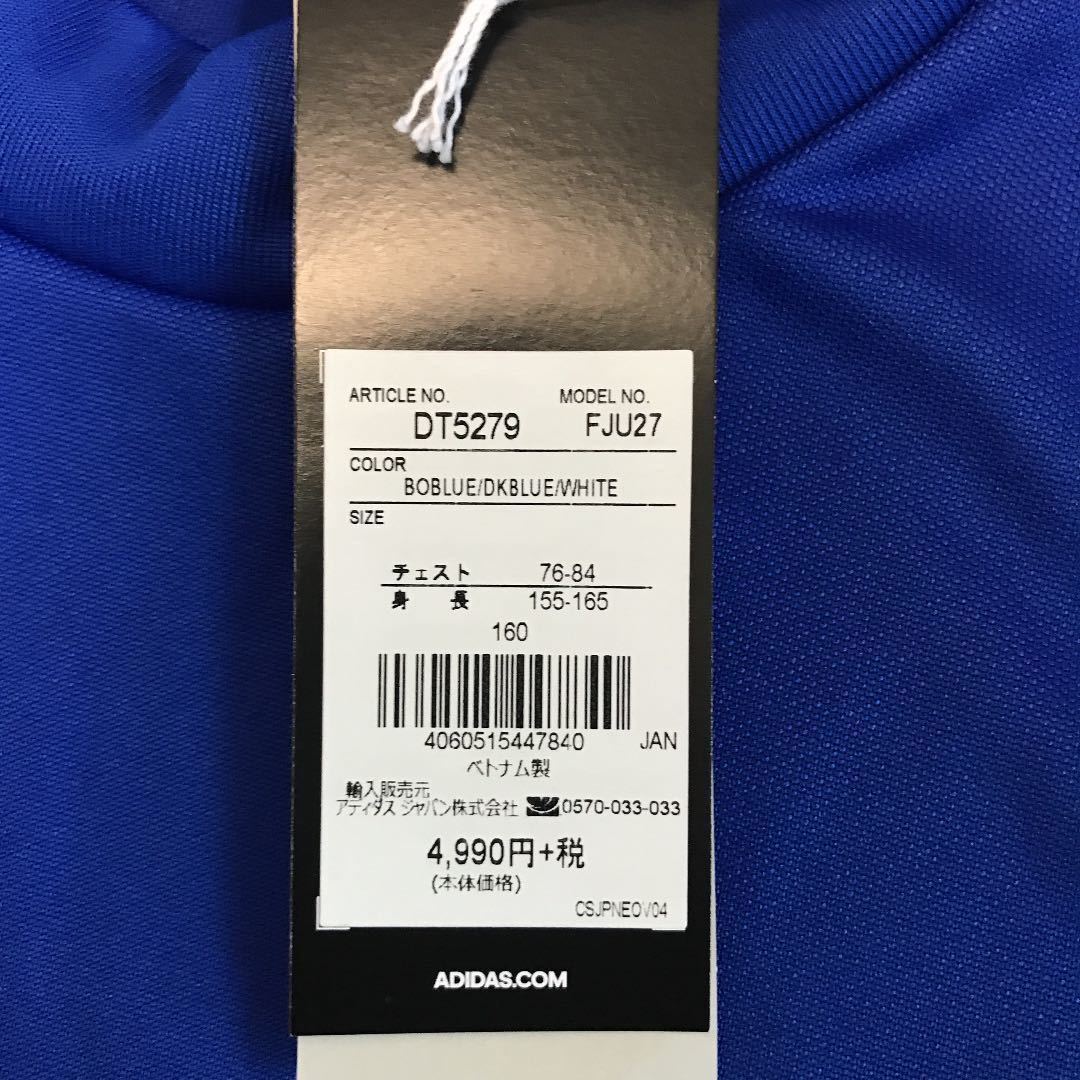 ARTICLE NO. MODEL NO.
DT5279 FJU27
COLOR
BOBLUE/DKBLUE/WHITE
SIZE
チェスト 76-84
身 長 155-165
160
4060515447840 JAN
ベトナム製
輸入販売元
アディダス ジャパン株式会社 0570-033-033
4,990円+税
(本体価格)
CSJPNEOV04
ADIDAS.COM